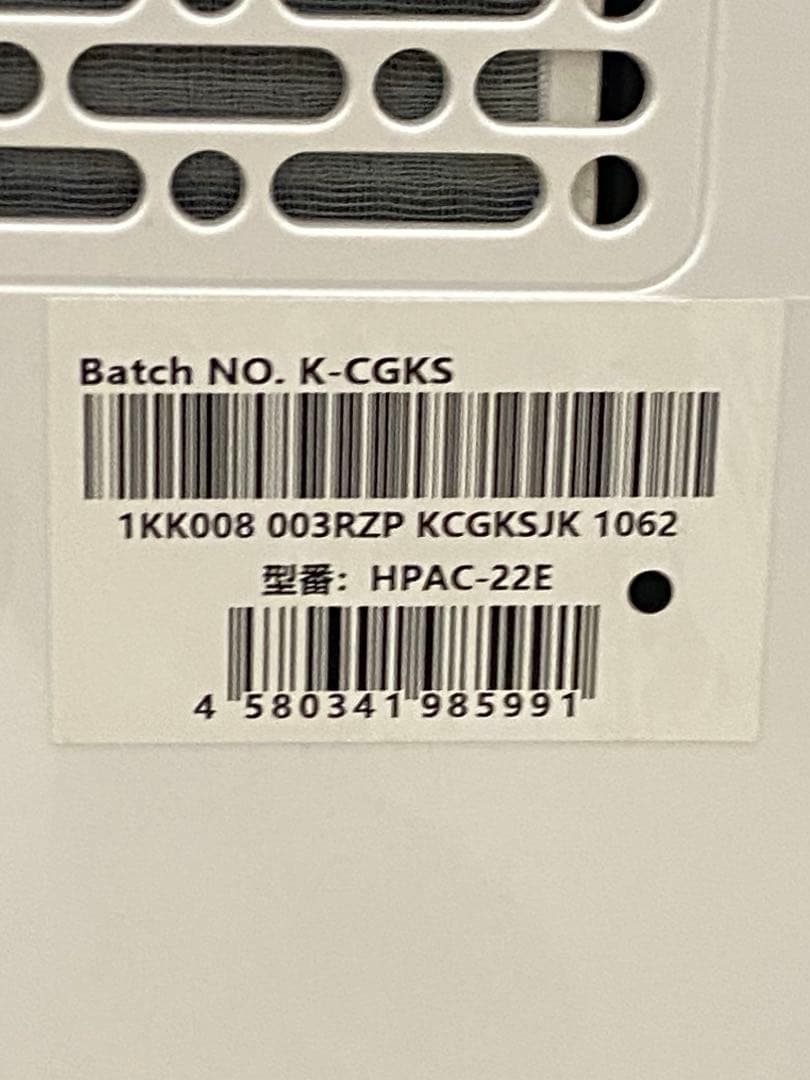 Batch NO. K-CGKS
1KK008 003RZP KCGKSJK 1062
型番: HPAC-22E
4 580341 985991